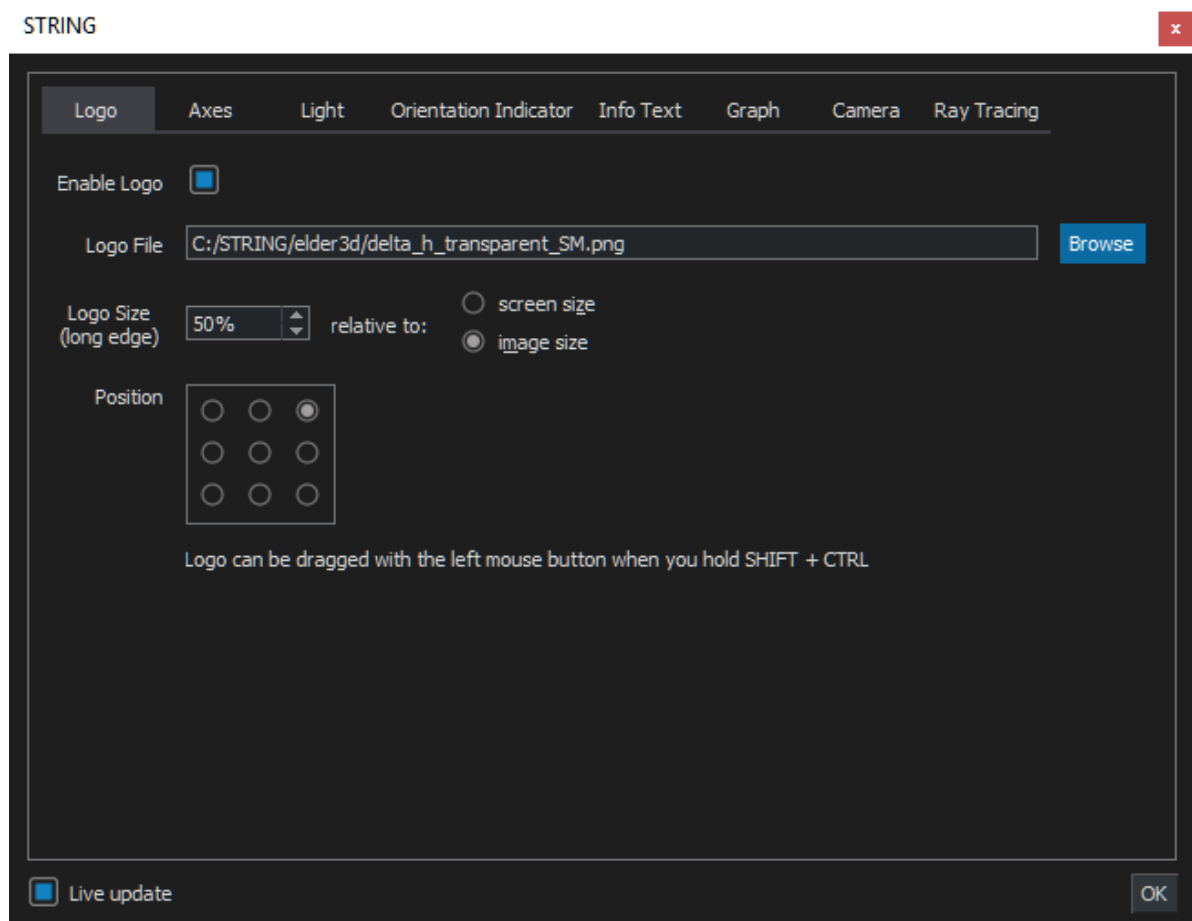 STRING
x
Logo Axes Light Orientation Indicator Info Text Graph Camera Ray Tracing
Enable Logo
Logo File C:/STRING/elder3d/delta_h_transparent_SM.png Browse
Logo Size
(long edge)
50% relative to:
screen size
image size
Position
Logo can be dragged with the left mouse button when you hold SHIFT + CTRL
Live update
OK